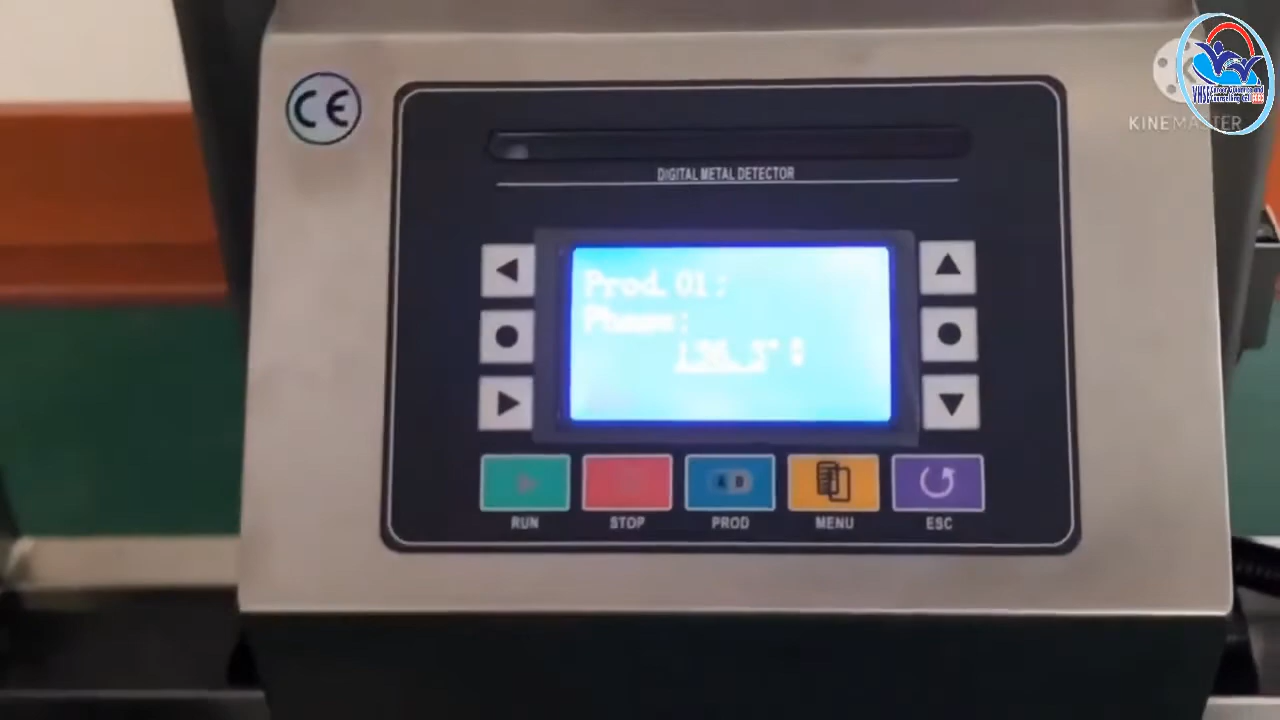 CE
KINEMASTER
DIGITAL METAL DETECTOR
Prod. 01:
Phase:
RUN
STOP
PROD
MENU
ESC